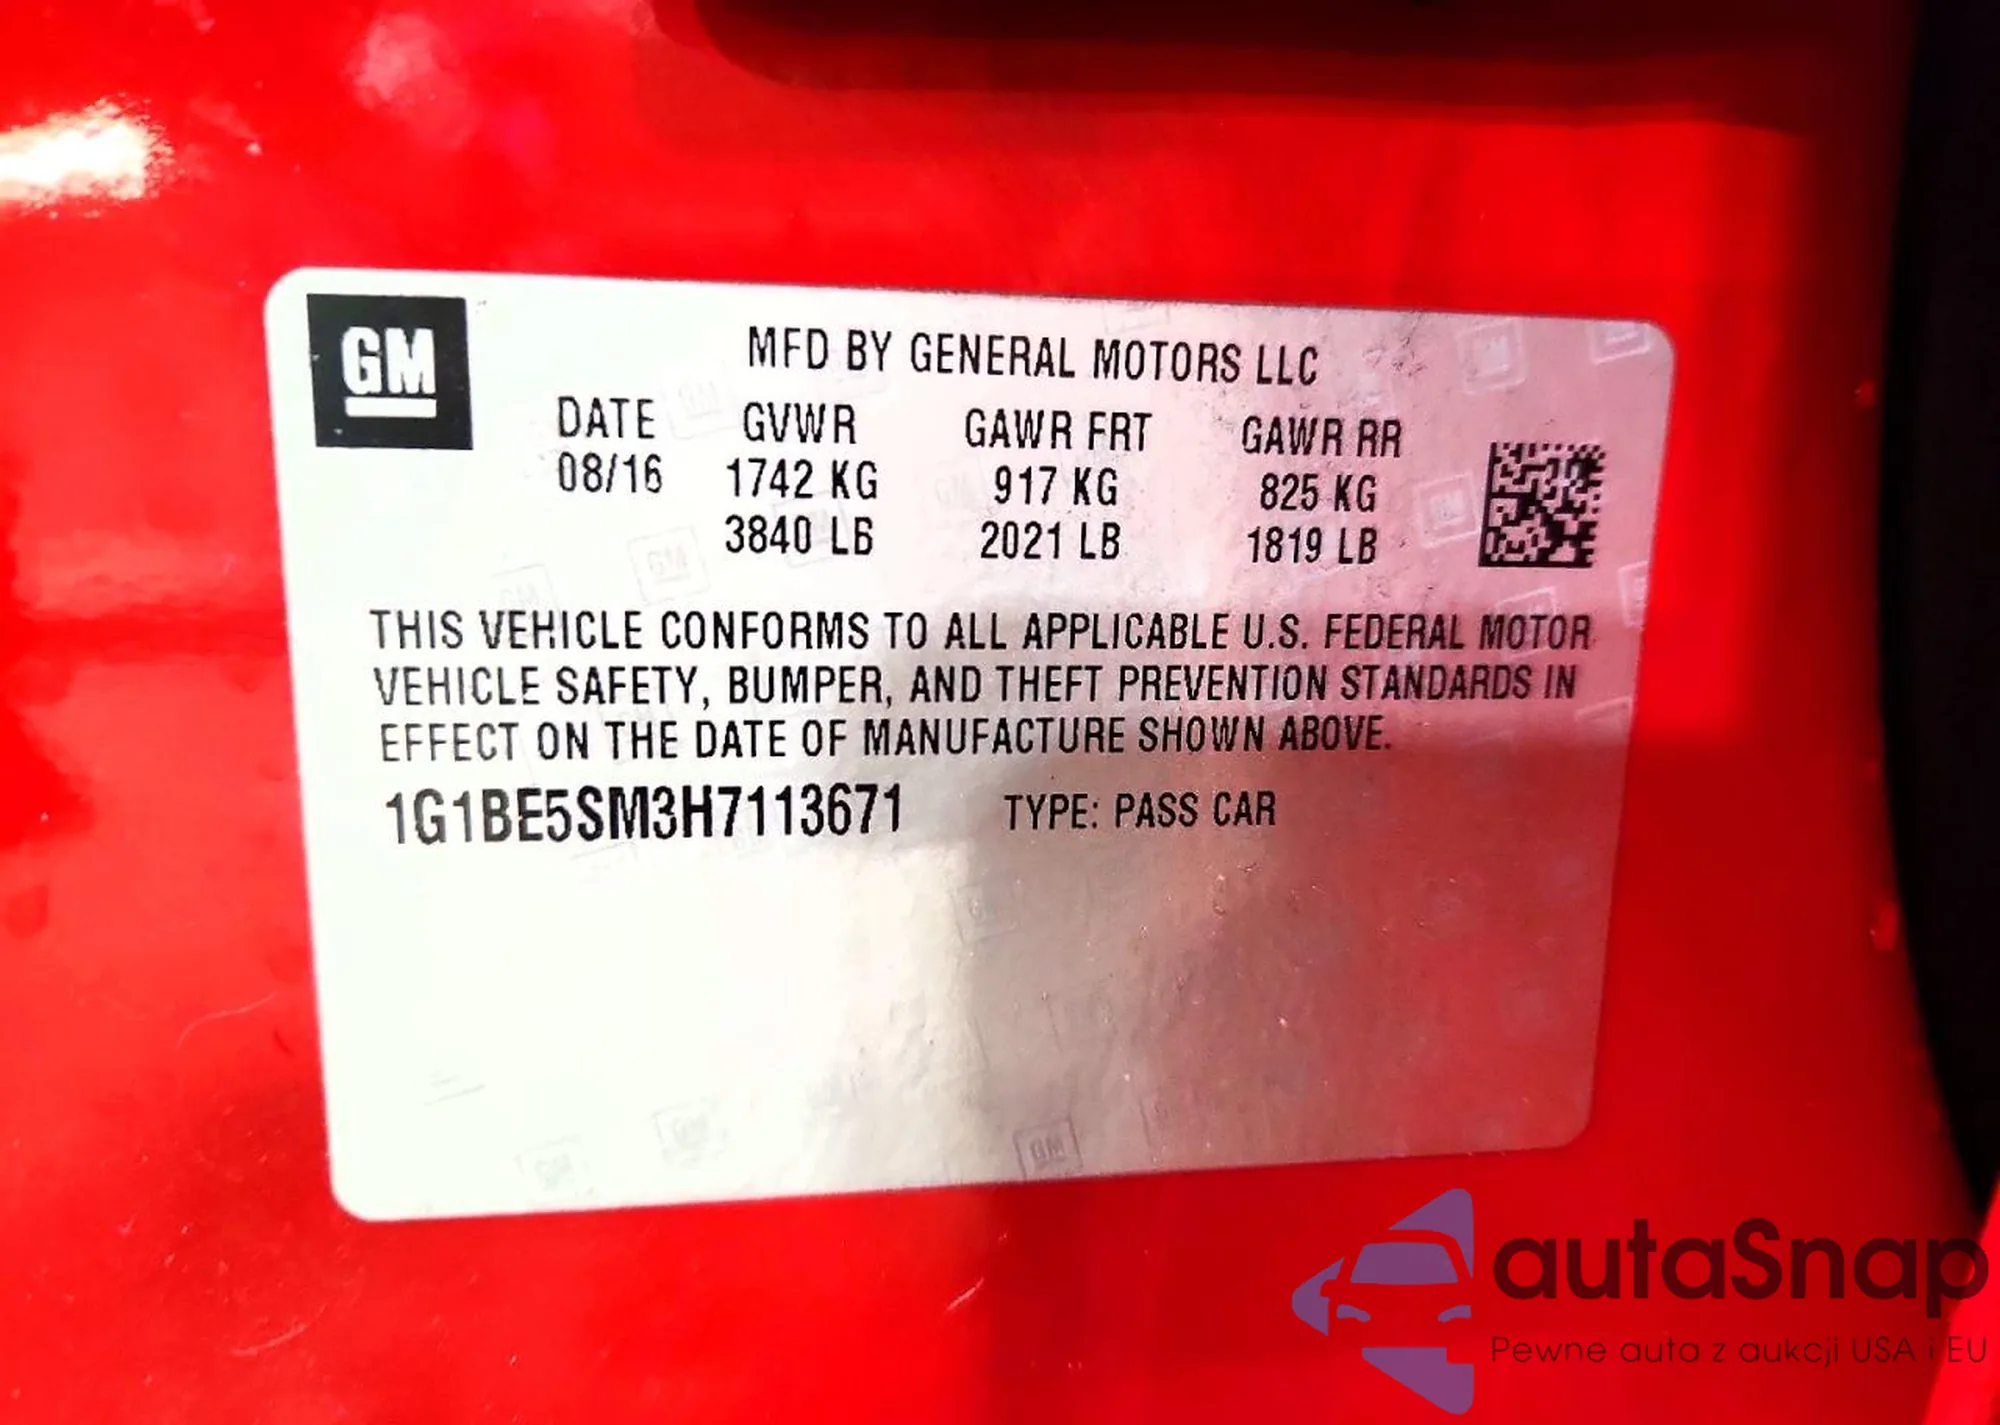 GM
MFD BY GENERAL MOTORS LLC
DATE GVWR GAWR FRT GAWR RR
08/16 1742 KG 917 KG 825 KG
3840 LB 2021 LB 1819 LB
THIS VEHICLE CONFORMS TO ALL APPLICABLE U.S. FEDERAL MOTOR
VEHICLE SAFETY, BUMPER, AND THEFT PREVENTION STANDARDS IN
EFFECT ON THE DATE OF MANUFACTURE SHOWN ABOVE.
1G1BE5SM3H7113671 TYPE: PASS CAR
autaSnap
Pewne auta z aukcji USA i EU